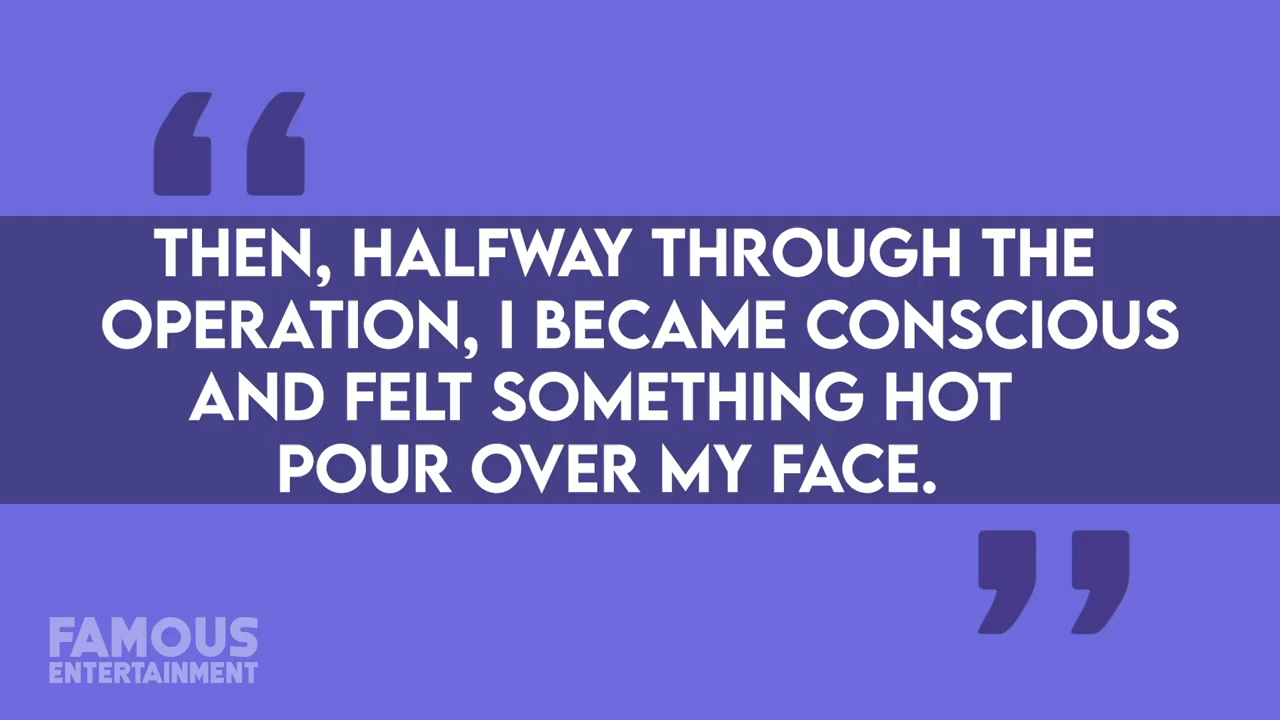 “
THEN, HALFWAY THROUGH THE
OPERATION, I BECAME CONSCIOUS
AND FELT SOMETHING HOT
POUR OVER MY FACE.
”
FAMOUS
ENTERTAINMENT